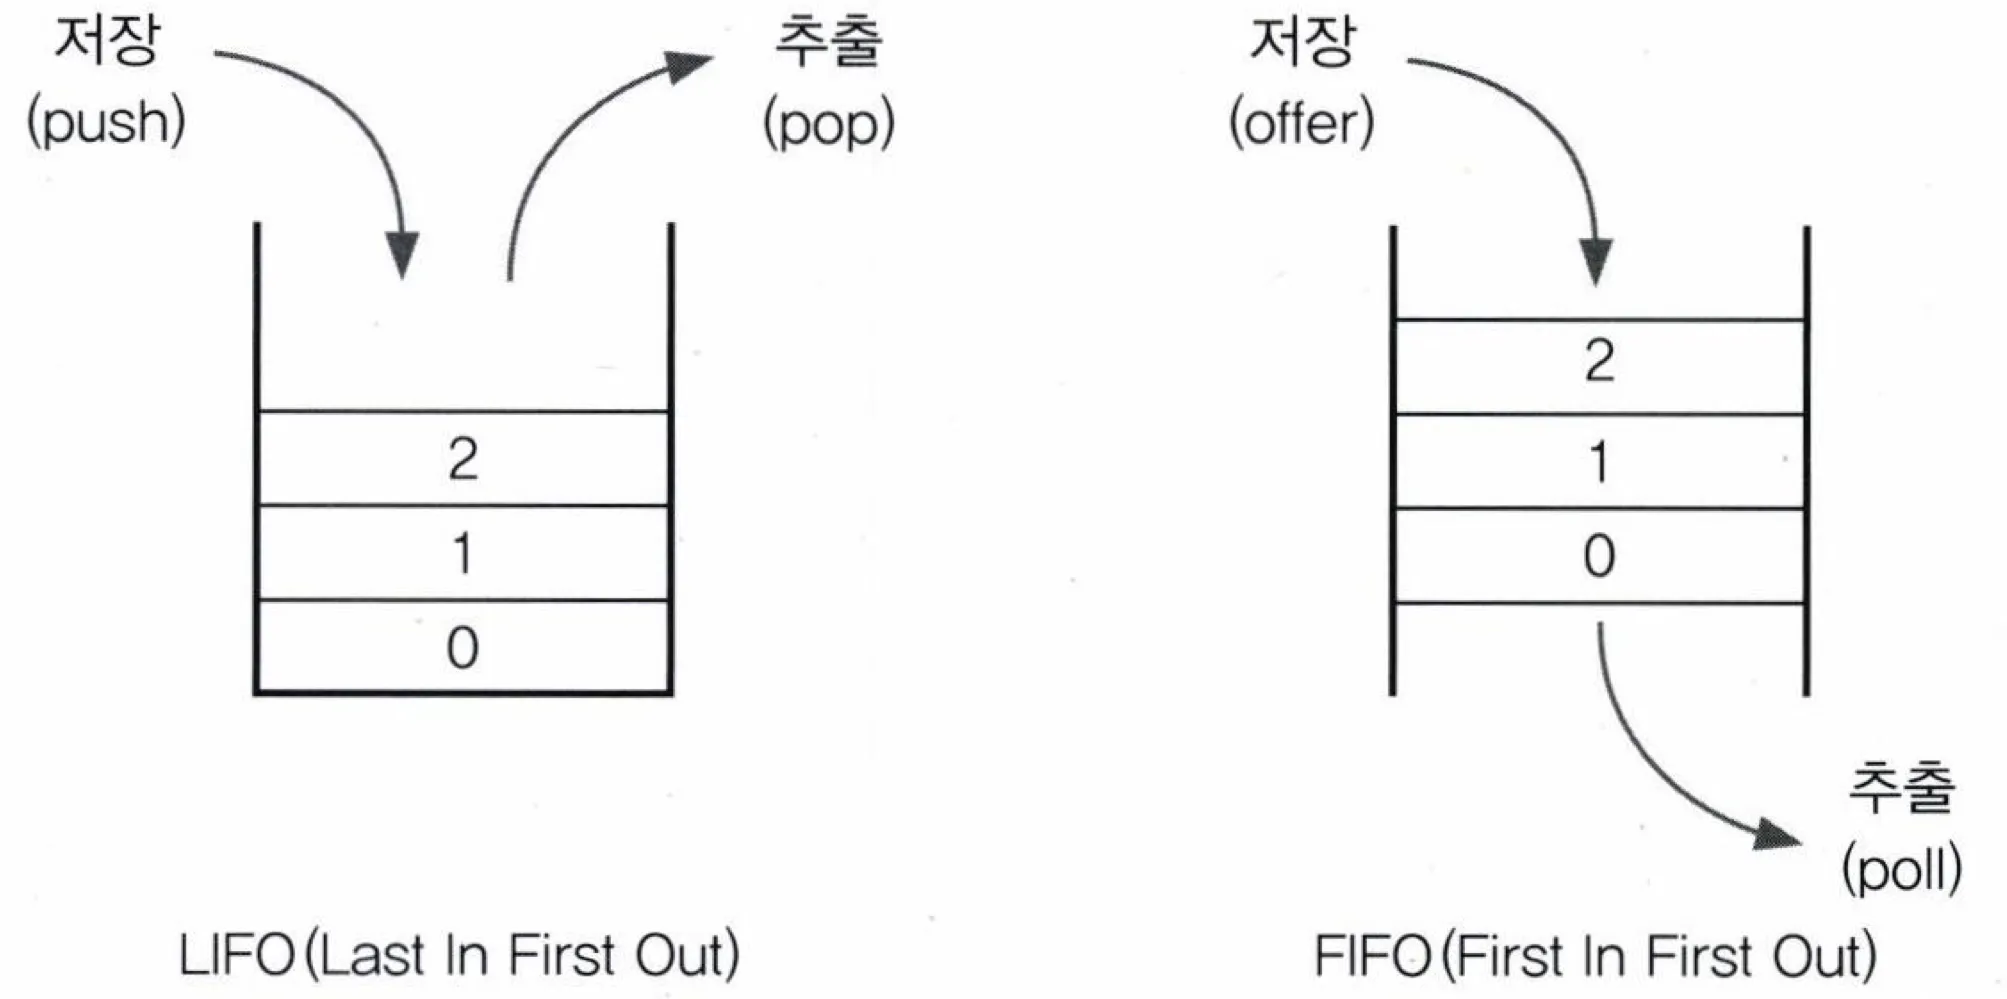 저장
(push)
추출
(pop)
2
1
0
LIFO(Last In First Out)
저장
(offer)
2
1
0
추출
(poll)
FIFO(First In First Out)